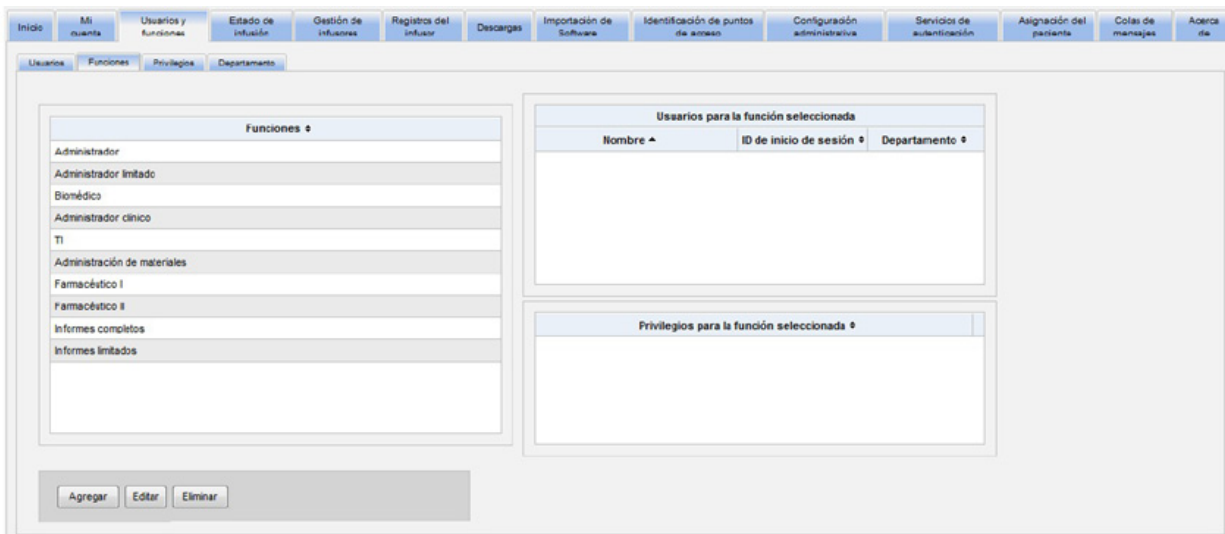 Inicio
Mi cuenta
Usuarios y funciones
Estado de infusión
Gestión de infusores
Registros del infusor
Descargas
Importación de Software
Identificación de puntos de acceso
Configuración administrativa
Servicios de autenticación
Asignación del paciente
Colas de mensajes
Acerca de
Usuarios
Funciones
Privilegios
Departamento
Funciones
Administrador
Administrador limitado
Biomédico
Administrador clínico
TI
Administración de materiales
Farmacéutico I
Farmacéutico II
Informes completos
Informes limitados
Usuarios para la función seleccionada
Nombre
ID de inicio de sesión
Departamento
Privilegios para la función seleccionada
Agregar
Editar
Eliminar